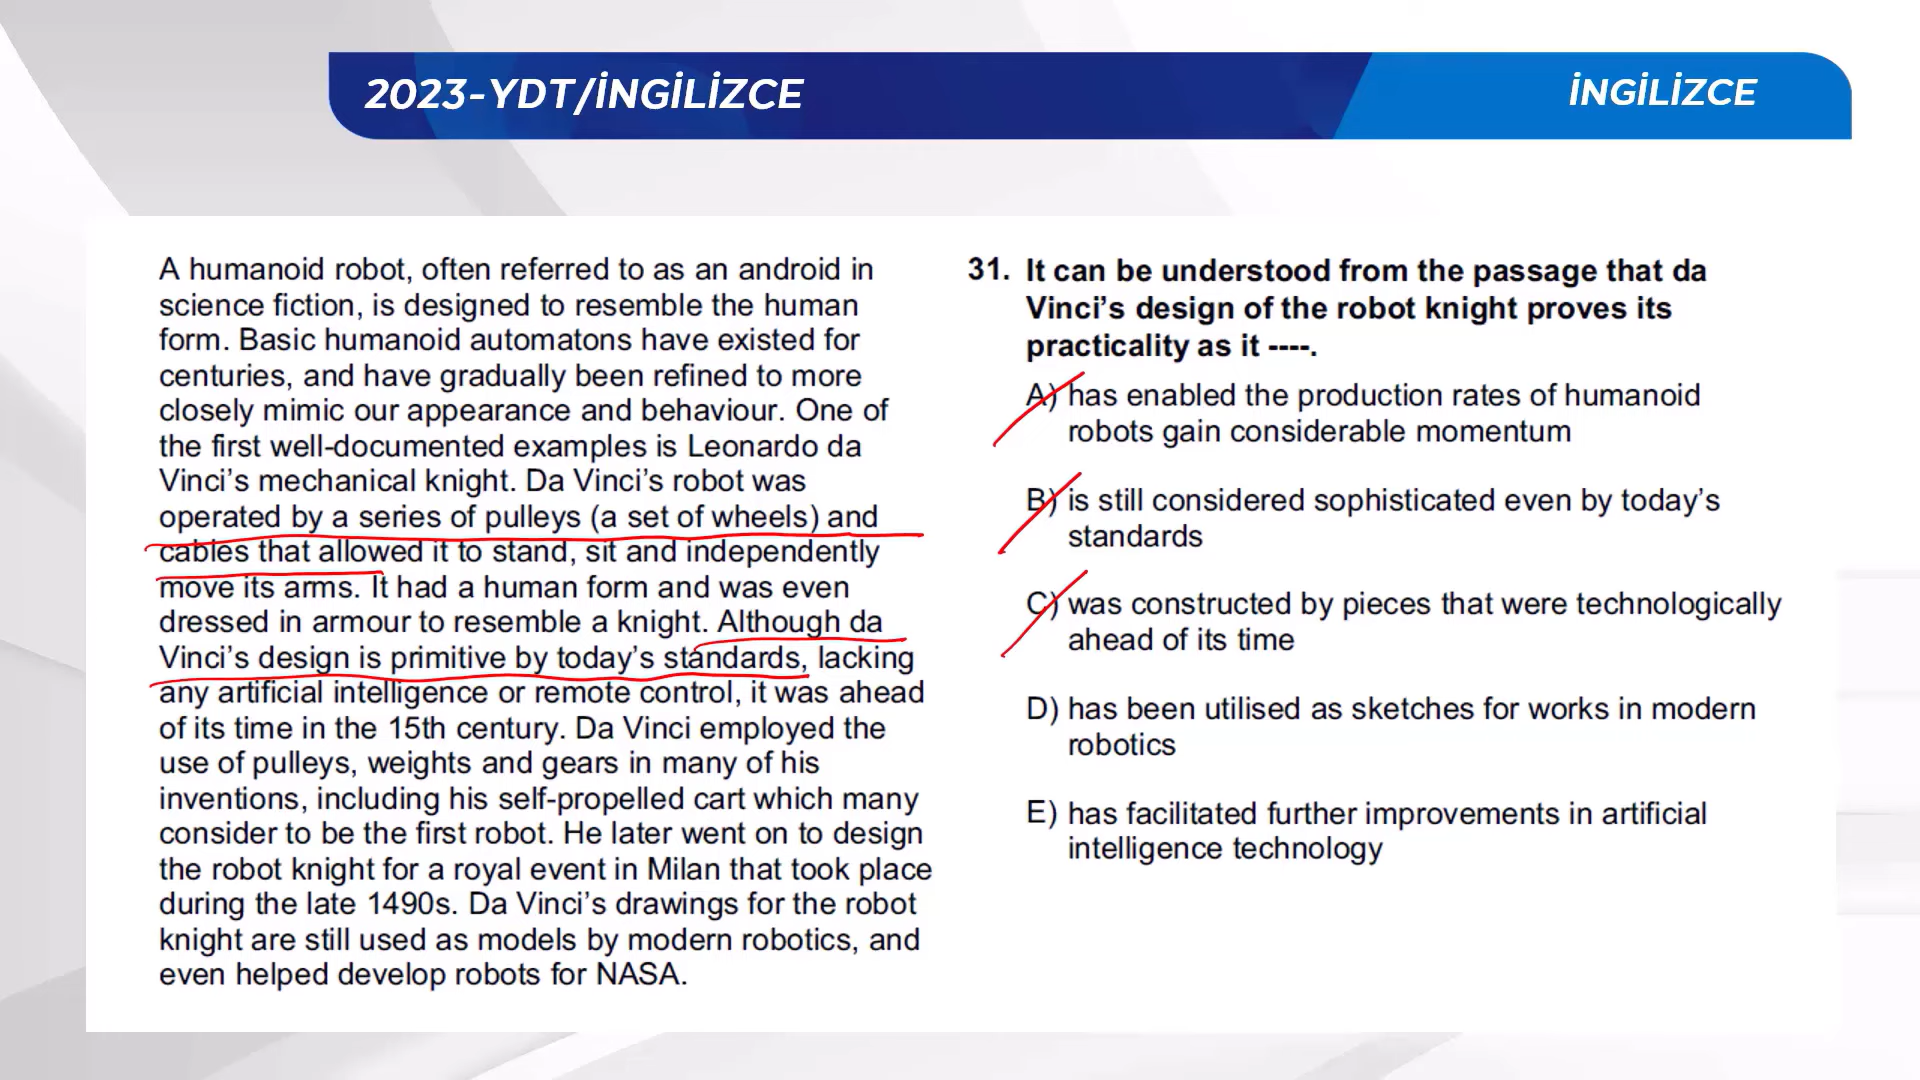 2023-YDT/İNGİLİZCE
İNGİLİZCE
A humanoid robot, often referred to as an android in
science fiction, is designed to resemble the human
form. Basic humanoid automatons have existed for
centuries, and have gradually been refined to more
closely mimic our appearance and behaviour. One of
the first well-documented examples is Leonardo da
Vinci’s mechanical knight. Da Vinci’s robot was
operated by a series of pulleys (a set of wheels) and
cables that allowed it to stand, sit and independently
move its arms. It had a human form and was even
dressed in armour to resemble a knight. Although da
Vinci’s design is primitive by today’s standards, lacking
any artificial intelligence or remote control, it was ahead
of its time in the 15th century. Da Vinci employed the
use of pulleys, weights and gears in many of his
inventions, including his self-propelled cart which many
consider to be the first robot. He later went on to design
the robot knight for a royal event in Milan that took place
during the late 1490s. Da Vinci’s drawings for the robot
knight are still used as models by modern robotics, and
even helped develop robots for NASA.
31. It can be understood from the passage that da
Vinci’s design of the robot knight proves its
practicality as it ----.
A) has enabled the production rates of humanoid
robots gain considerable momentum
B) is still considered sophisticated even by today’s
standards
C) was constructed by pieces that were technologically
ahead of its time
D) has been utilised as sketches for works in modern
robotics
E) has facilitated further improvements in artificial
intelligence technology